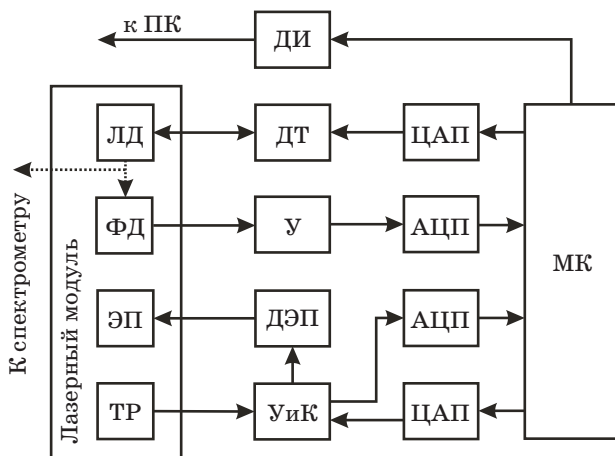 к ПК
ДИ
ЛД
ДТ
ЦАП
ФД
У
АЦП
МК
ЭП
ДЭП
АЦП
ТР
УиК
ЦАП
К спектрометру
Лазерный модуль